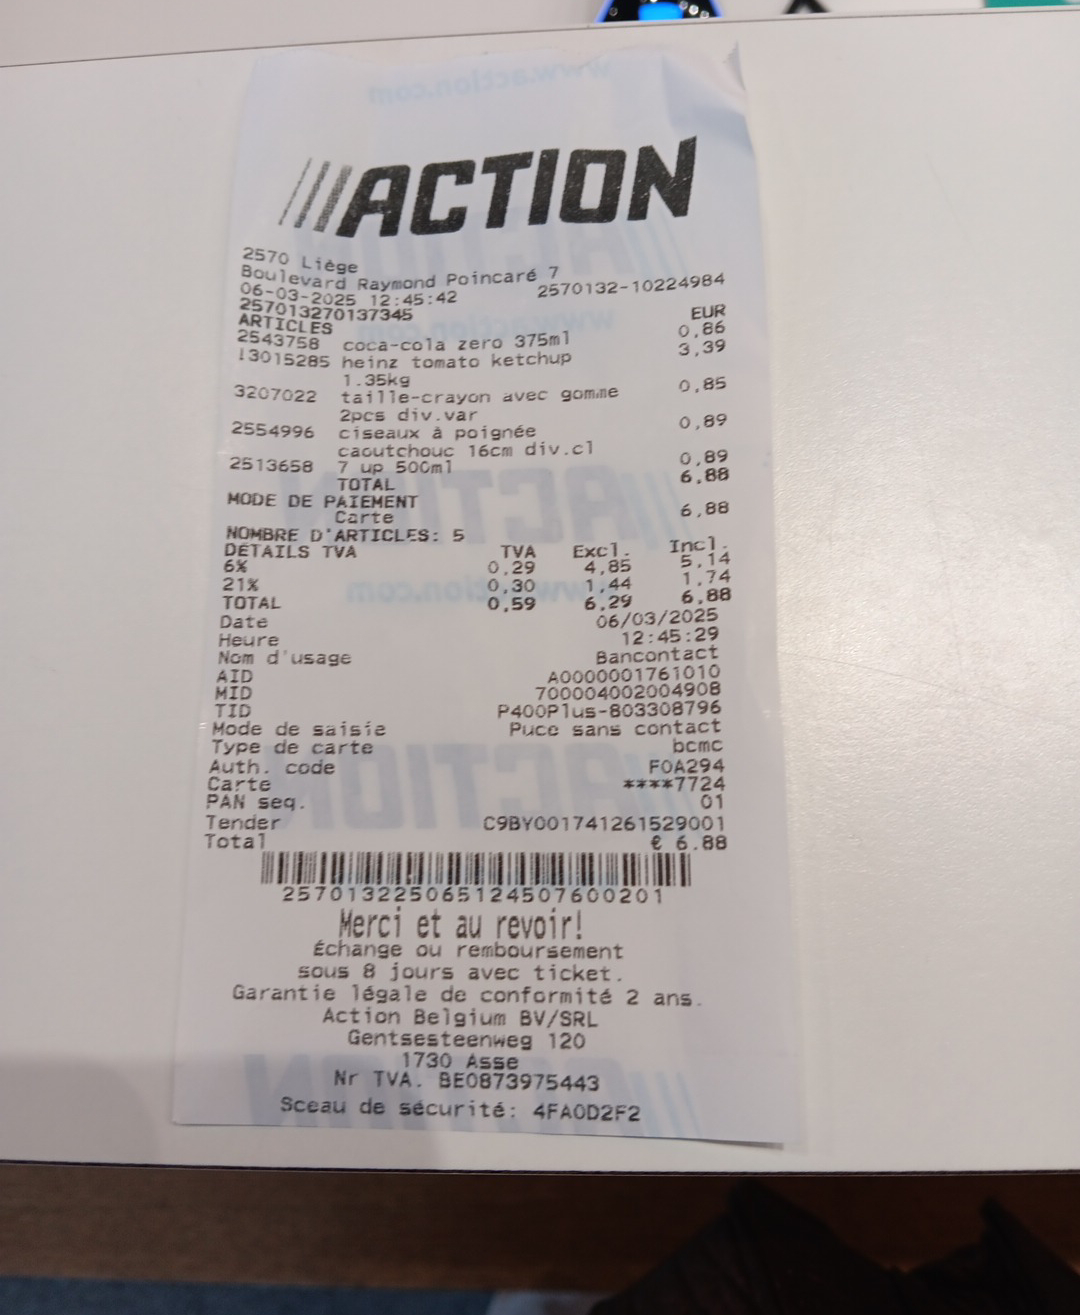 ///ACTION
2570 Liège
Boulevard Raymond Poincaré 7
06-03-2025 12:45:42 2570132-10224984
257013270137345
ARTICLES EUR
2543758 coca-cola zero 375ml 0,86
!3015285 heinz tomato ketchup 3,39
1.35kg
3207022 taille-crayon avec gomme 0,85
2pcs div.var
2554996 ciseaux à poignée 0,89
caoutchouc 16cm div.cl
2513658 7 up 500ml 0,89
TOTAL 6,88
MODE DE PAIEMENT
Carte 6,88
NOMBRE D'ARTICLES: 5
DÉTAILS TVA TVA Excl. Incl.
6% 0,29 4,85 5,14
21% 0,30 1,44 1,74
TOTAL 0,59 6,29 6,88
Date 06/03/2025
Heure 12:45:29
Nom d'usage Bancontact
AID A0000001761010
MID 700004002004908
TID P400Plus-803308796
Mode de saisie Puce sans contact
Type de carte bcmc
Auth. code F0A294
Carte ****7724
PAN seq. 01
Tender C9BY001741261529001
Total € 6.88
257013225065124507600201
Merci et au revoir!
Échange ou remboursement
sous 8 jours avec ticket.
Garantie légale de conformité 2 ans.
Action Belgium BV/SRL
Gentsesteenweg 120
1730 Asse
Nr TVA. BE0873975443
Sceau de sécurité: 4FA0D2F2